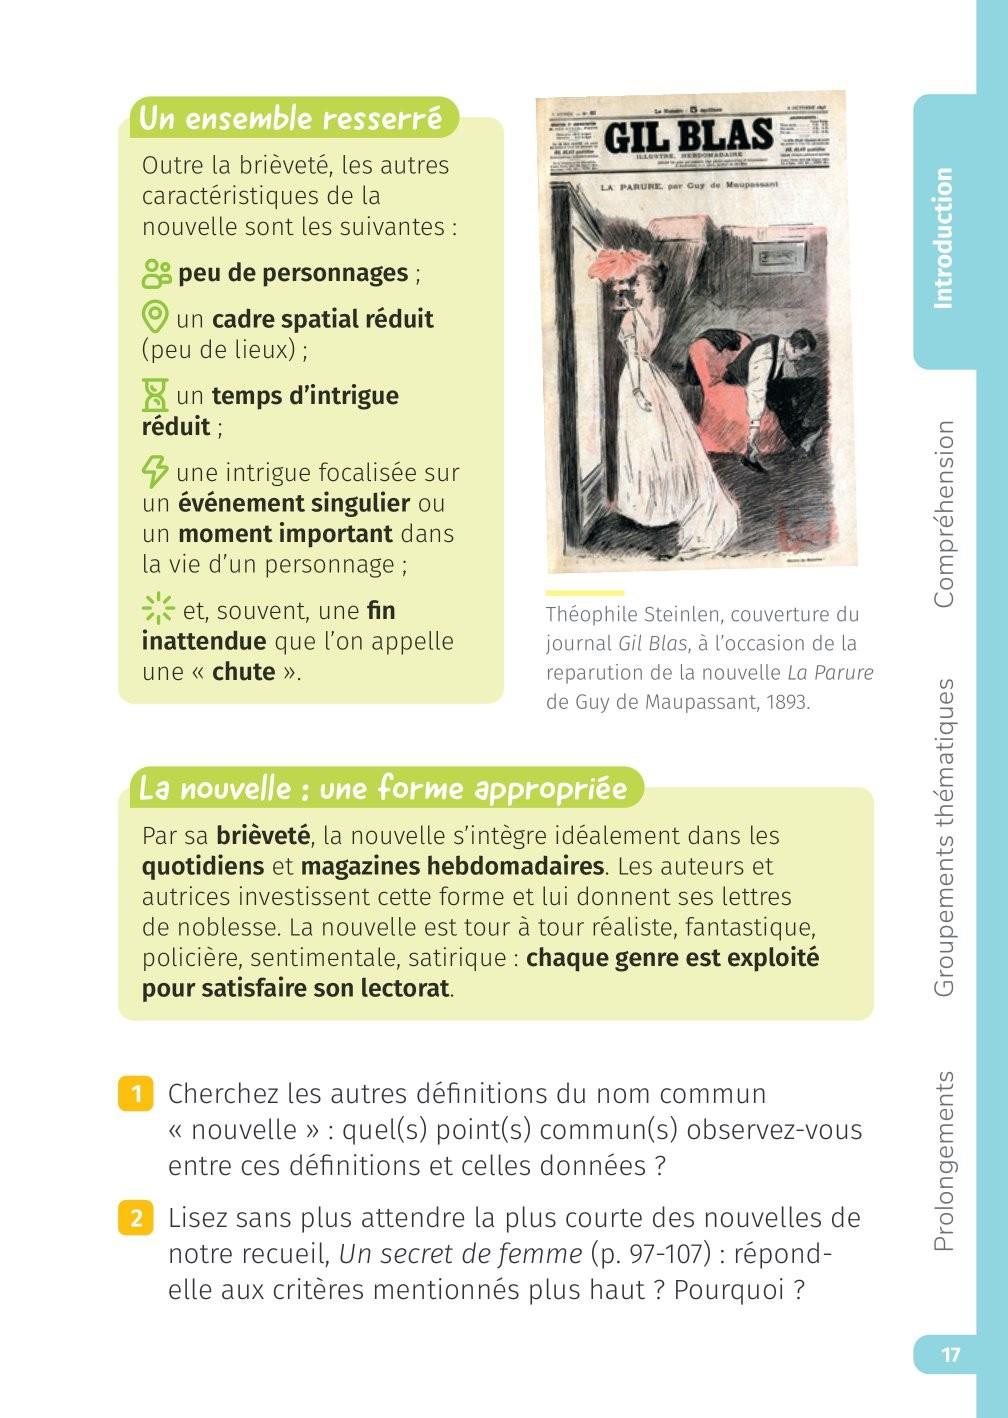 Un ensemble resserré
Outre la brièveté, les autres
caractéristiques de la
nouvelle sont les suivantes :
peu de personnages ;
un cadre spatial réduit
(peu de lieux) ;
un temps d'intrigue
réduit ;
une intrigue focalisée sur
un événement singulier ou
un moment important dans
la vie d'un personnage ;
et, souvent, une fin
inattendue que l'on appelle
une « chute ».
GIL BLAS
ILLUSTRÉ, HEBDOMADAIRE
LA PARURE, par Guy de Maupassant
Théophile Steinlen, couverture du
journal Gil Blas, à l'occasion de la
reparution de la nouvelle La Parure
de Guy de Maupassant, 1893.
La nouvelle : une forme appropriée
Par sa brièveté, la nouvelle s'intègre idéalement dans les
quotidiens et magazines hebdomadaires. Les auteurs et
autrices investissent cette forme et lui donnent ses lettres
de noblesse. La nouvelle est tour à tour réaliste, fantastique,
policière, sentimentale, satirique : chaque genre est exploité
pour satisfaire son lectorat.
1 Cherchez les autres définitions du nom commun
« nouvelle » : quel(s) point(s) commun(s) observez-vous
entre ces définitions et celles données ?
2 Lisez sans plus attendre la plus courte des nouvelles de
notre recueil, Un secret de femme (p. 97-107) : répond-
elle aux critères mentionnés plus haut ? Pourquoi ?
Introduction
Compréhension
Groupements thématiques
Prolongements
17